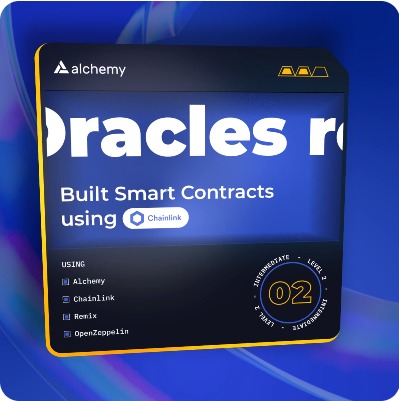 alchemy
Oracles r
Built Smart Contracts
using Chainlink
USING
Alchemy
Chainlink
Remix
OpenZeppelin
INTERMEDIATE - LEVEL 2 - INTERMEDIATE - LEVEL 2 -
02